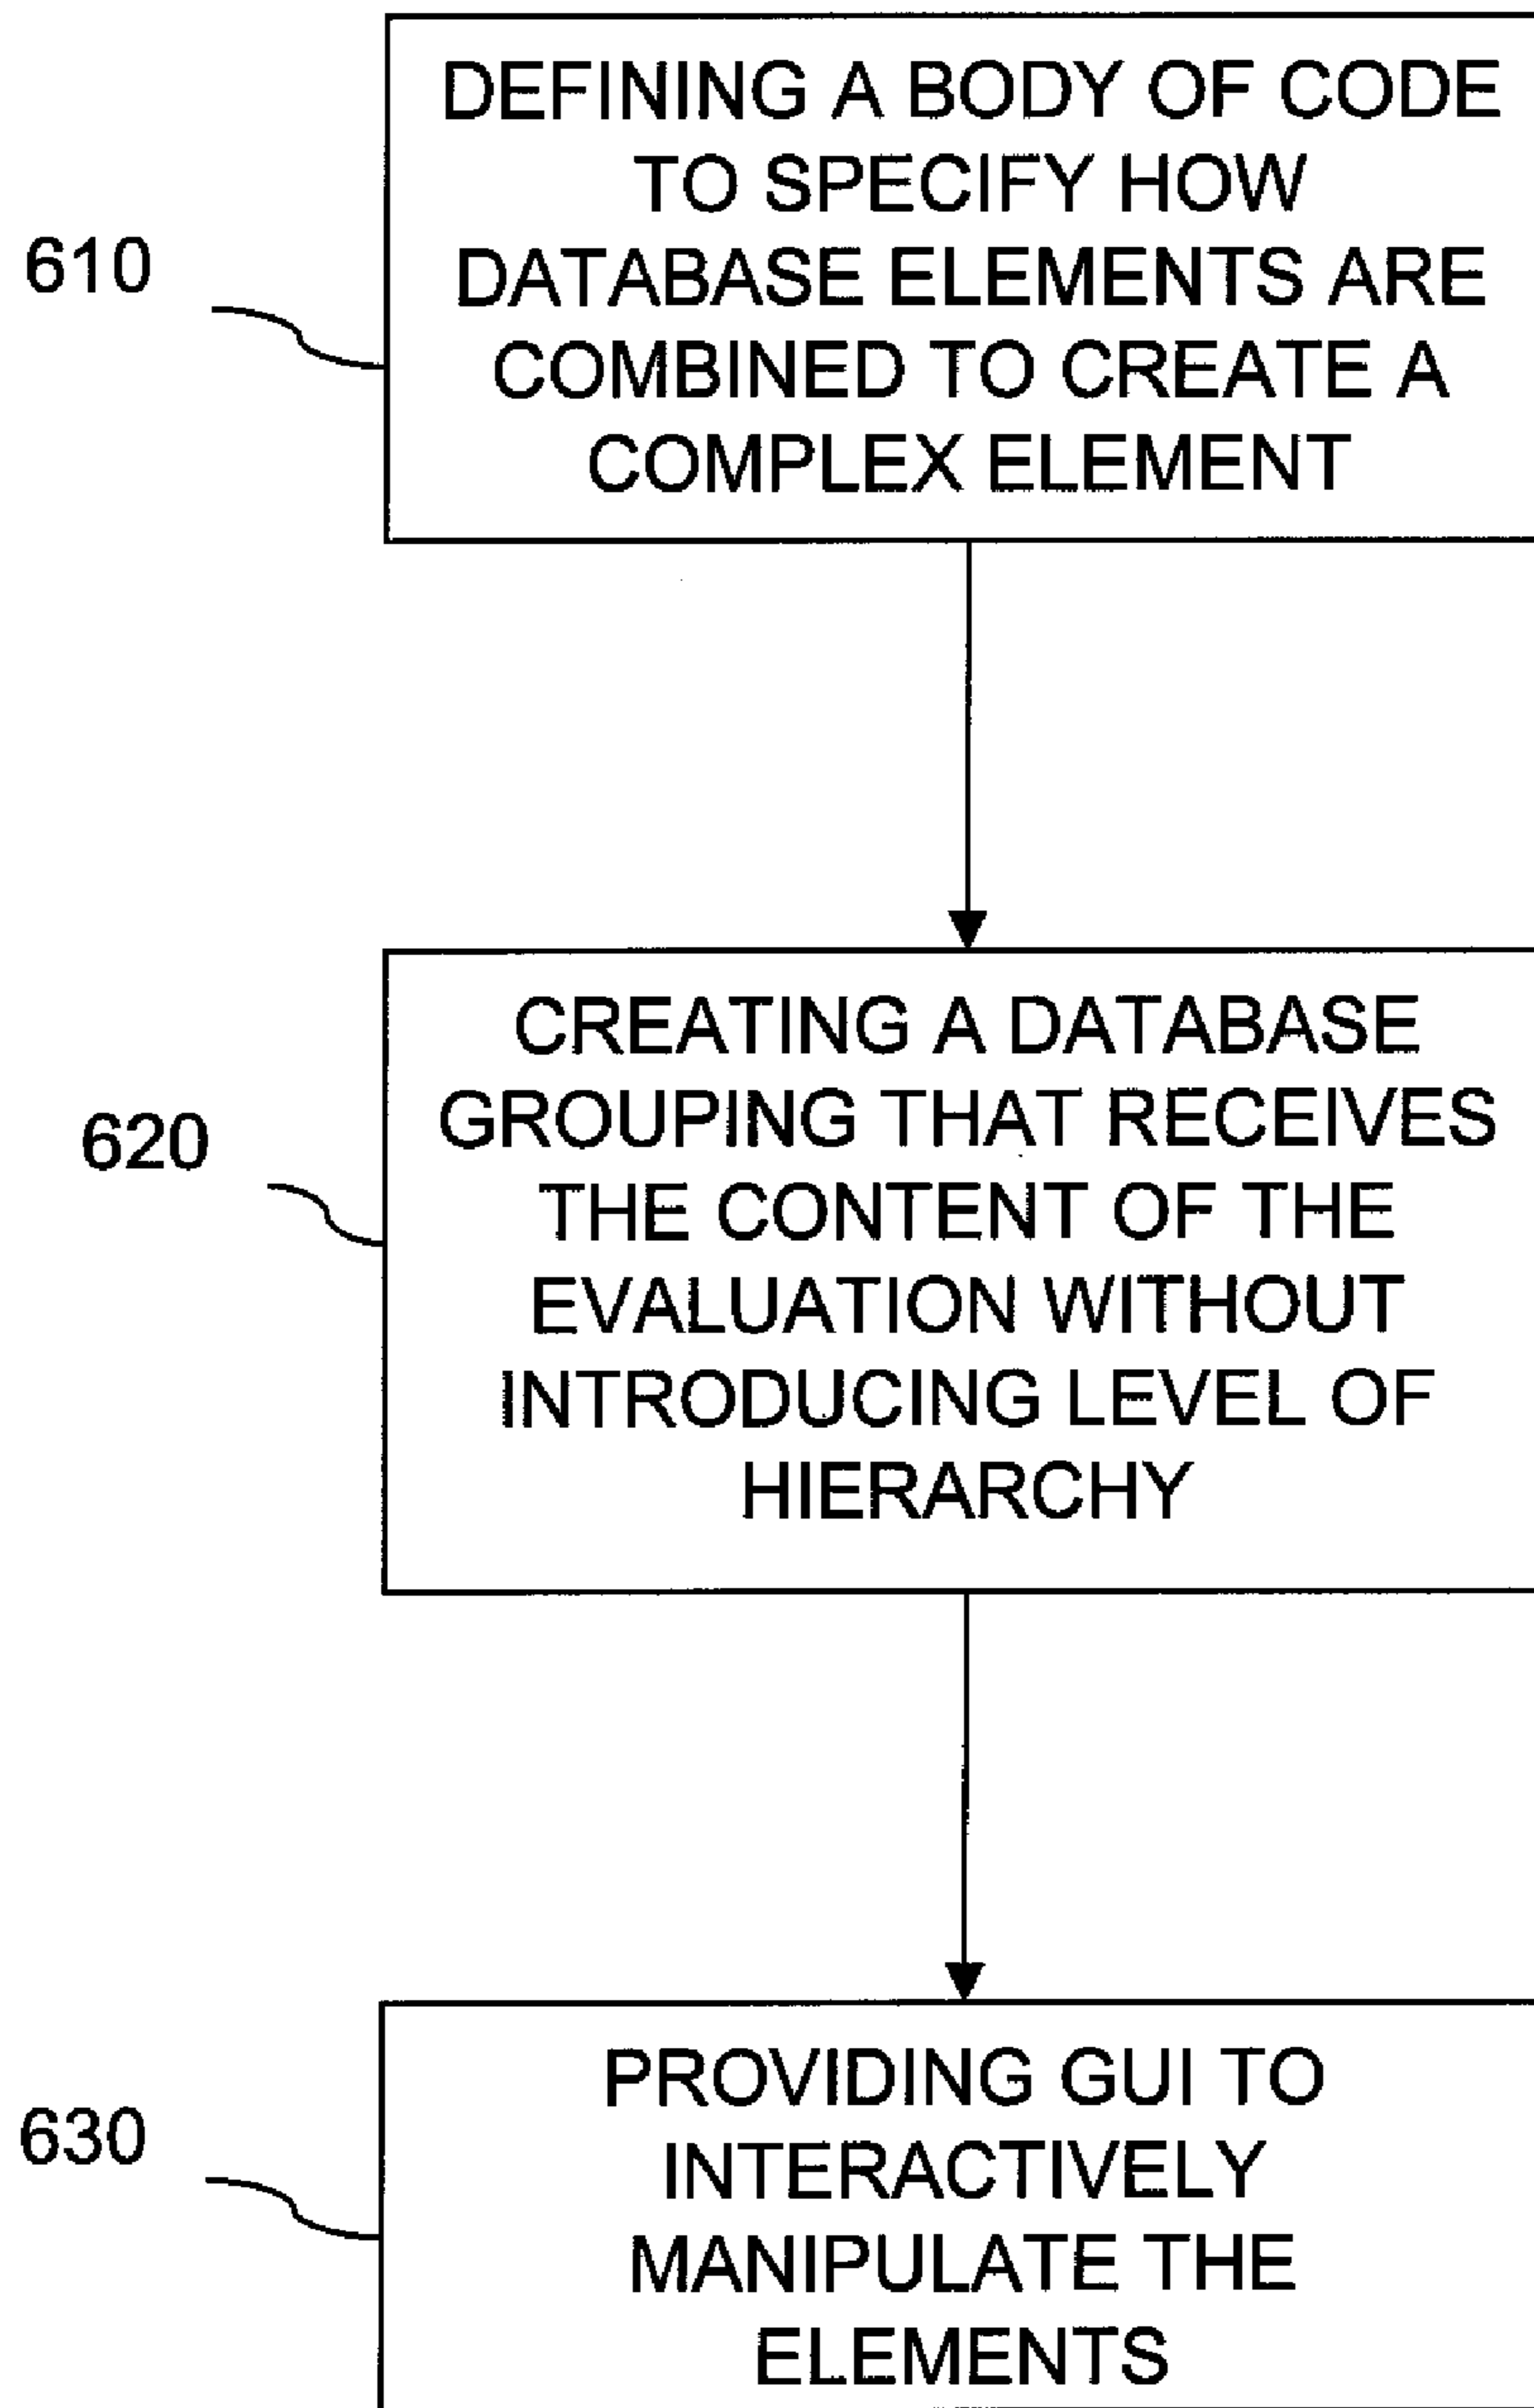 DEFINING A BODY OF CODE
TO SPECIFY HOW
DATABASE ELEMENTS ARE
COMBINED TO CREATE A
COMPLEX ELEMENT
610
CREATING A DATABASE
GROUPING THAT RECEIVES
THE CONTENT OF THE
EVALUATION WITHOUT
INTRODUCING LEVEL OF
HIERARCHY
620
PROVIDING GUI TO
INTERACTIVELY
MANIPULATE THE
ELEMENTS
630